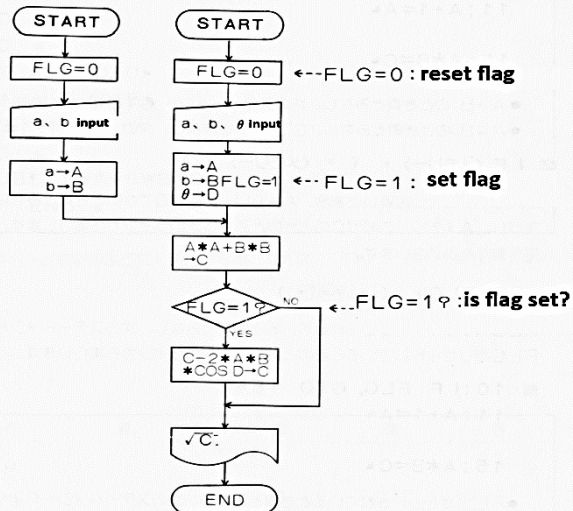 START
START
FLG=0
FLG=0
←---FLG=0 : reset flag
a、b input
a、b、θ input
a→A
b→B
a→A
b→B FLG=1
θ→D
←---FLG=1 : set flag
A*A+B*B
→C
FLG=1?
NO
←---FLG=1? :is flag set?
YES
C-2*A*B
*COS D→C
√C:
END